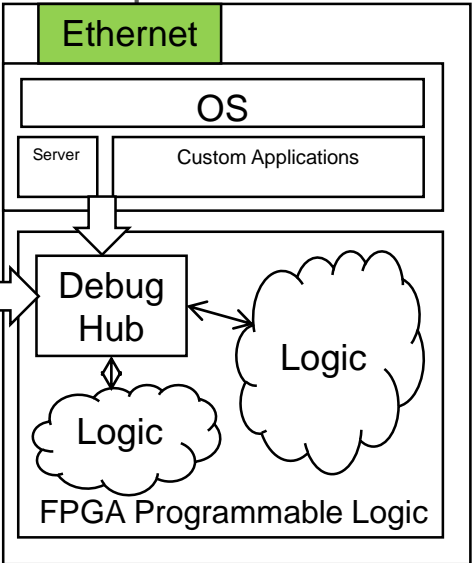 Ethernet
OS
Server
Custom Applications
Debug
Hub
Logic
Logic
FPGA Programmable Logic